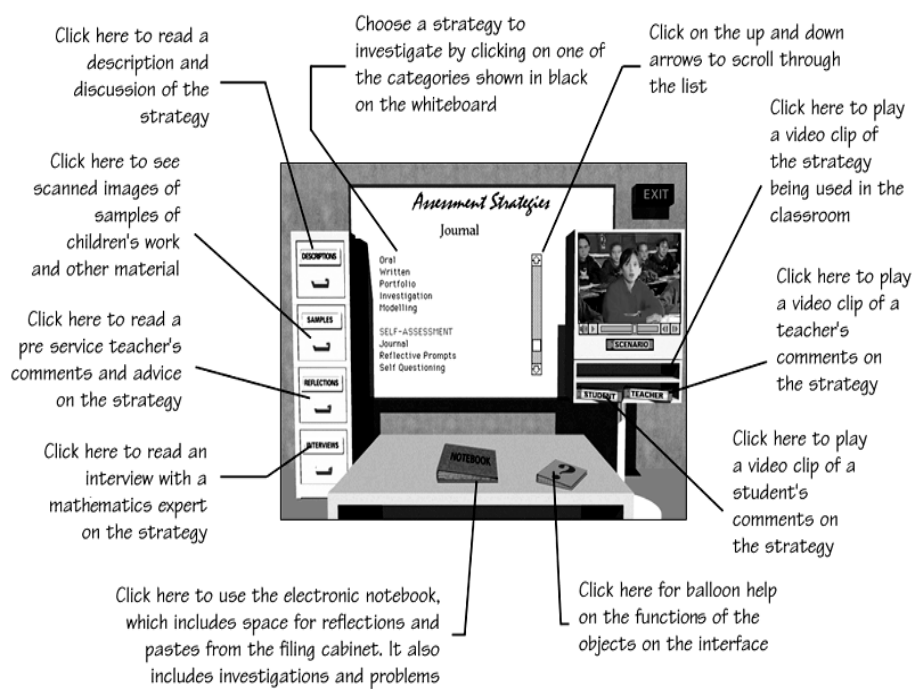 Click here to read a
description and
discussion of the
strategy
Choose a strategy to
investigate by clicking on one of
the categories shown in black
on the whiteboard
Click on the up and down
arrows to scroll through
the list
Click here to play
a video clip of
the strategy
being used in the
classroom
Click here to see
scanned images of
samples of
children's work
and other material
Click here to play
a video clip of a
teacher's
comments on
the strategy
Click here to read a
pre service teacher's
comments and advice
on the strategy
Click here to read an
interview with a
mathematics expert
on the strategy
Click here to play
a video clip of a
student's
comments on
the strategy
Click here to use the electronic notebook,
which includes space for reflections and
pastes from the filing cabinet. It also
includes investigations and problems
Click here for balloon help
on the functions of the
objects on the interface
DESCRIPTIONS
SAMPLES
REFLECTIONS
INTERVIEWS
Assessment Strategies
Journal
Oral
Written
Portfolio
Investigation
Modelling
SELF-ASSESSMENT
Journal
Reflective Prompts
Self Questioning
EXIT
SCENARIO
STUDENT TEACHER
NOTEBOOK
?